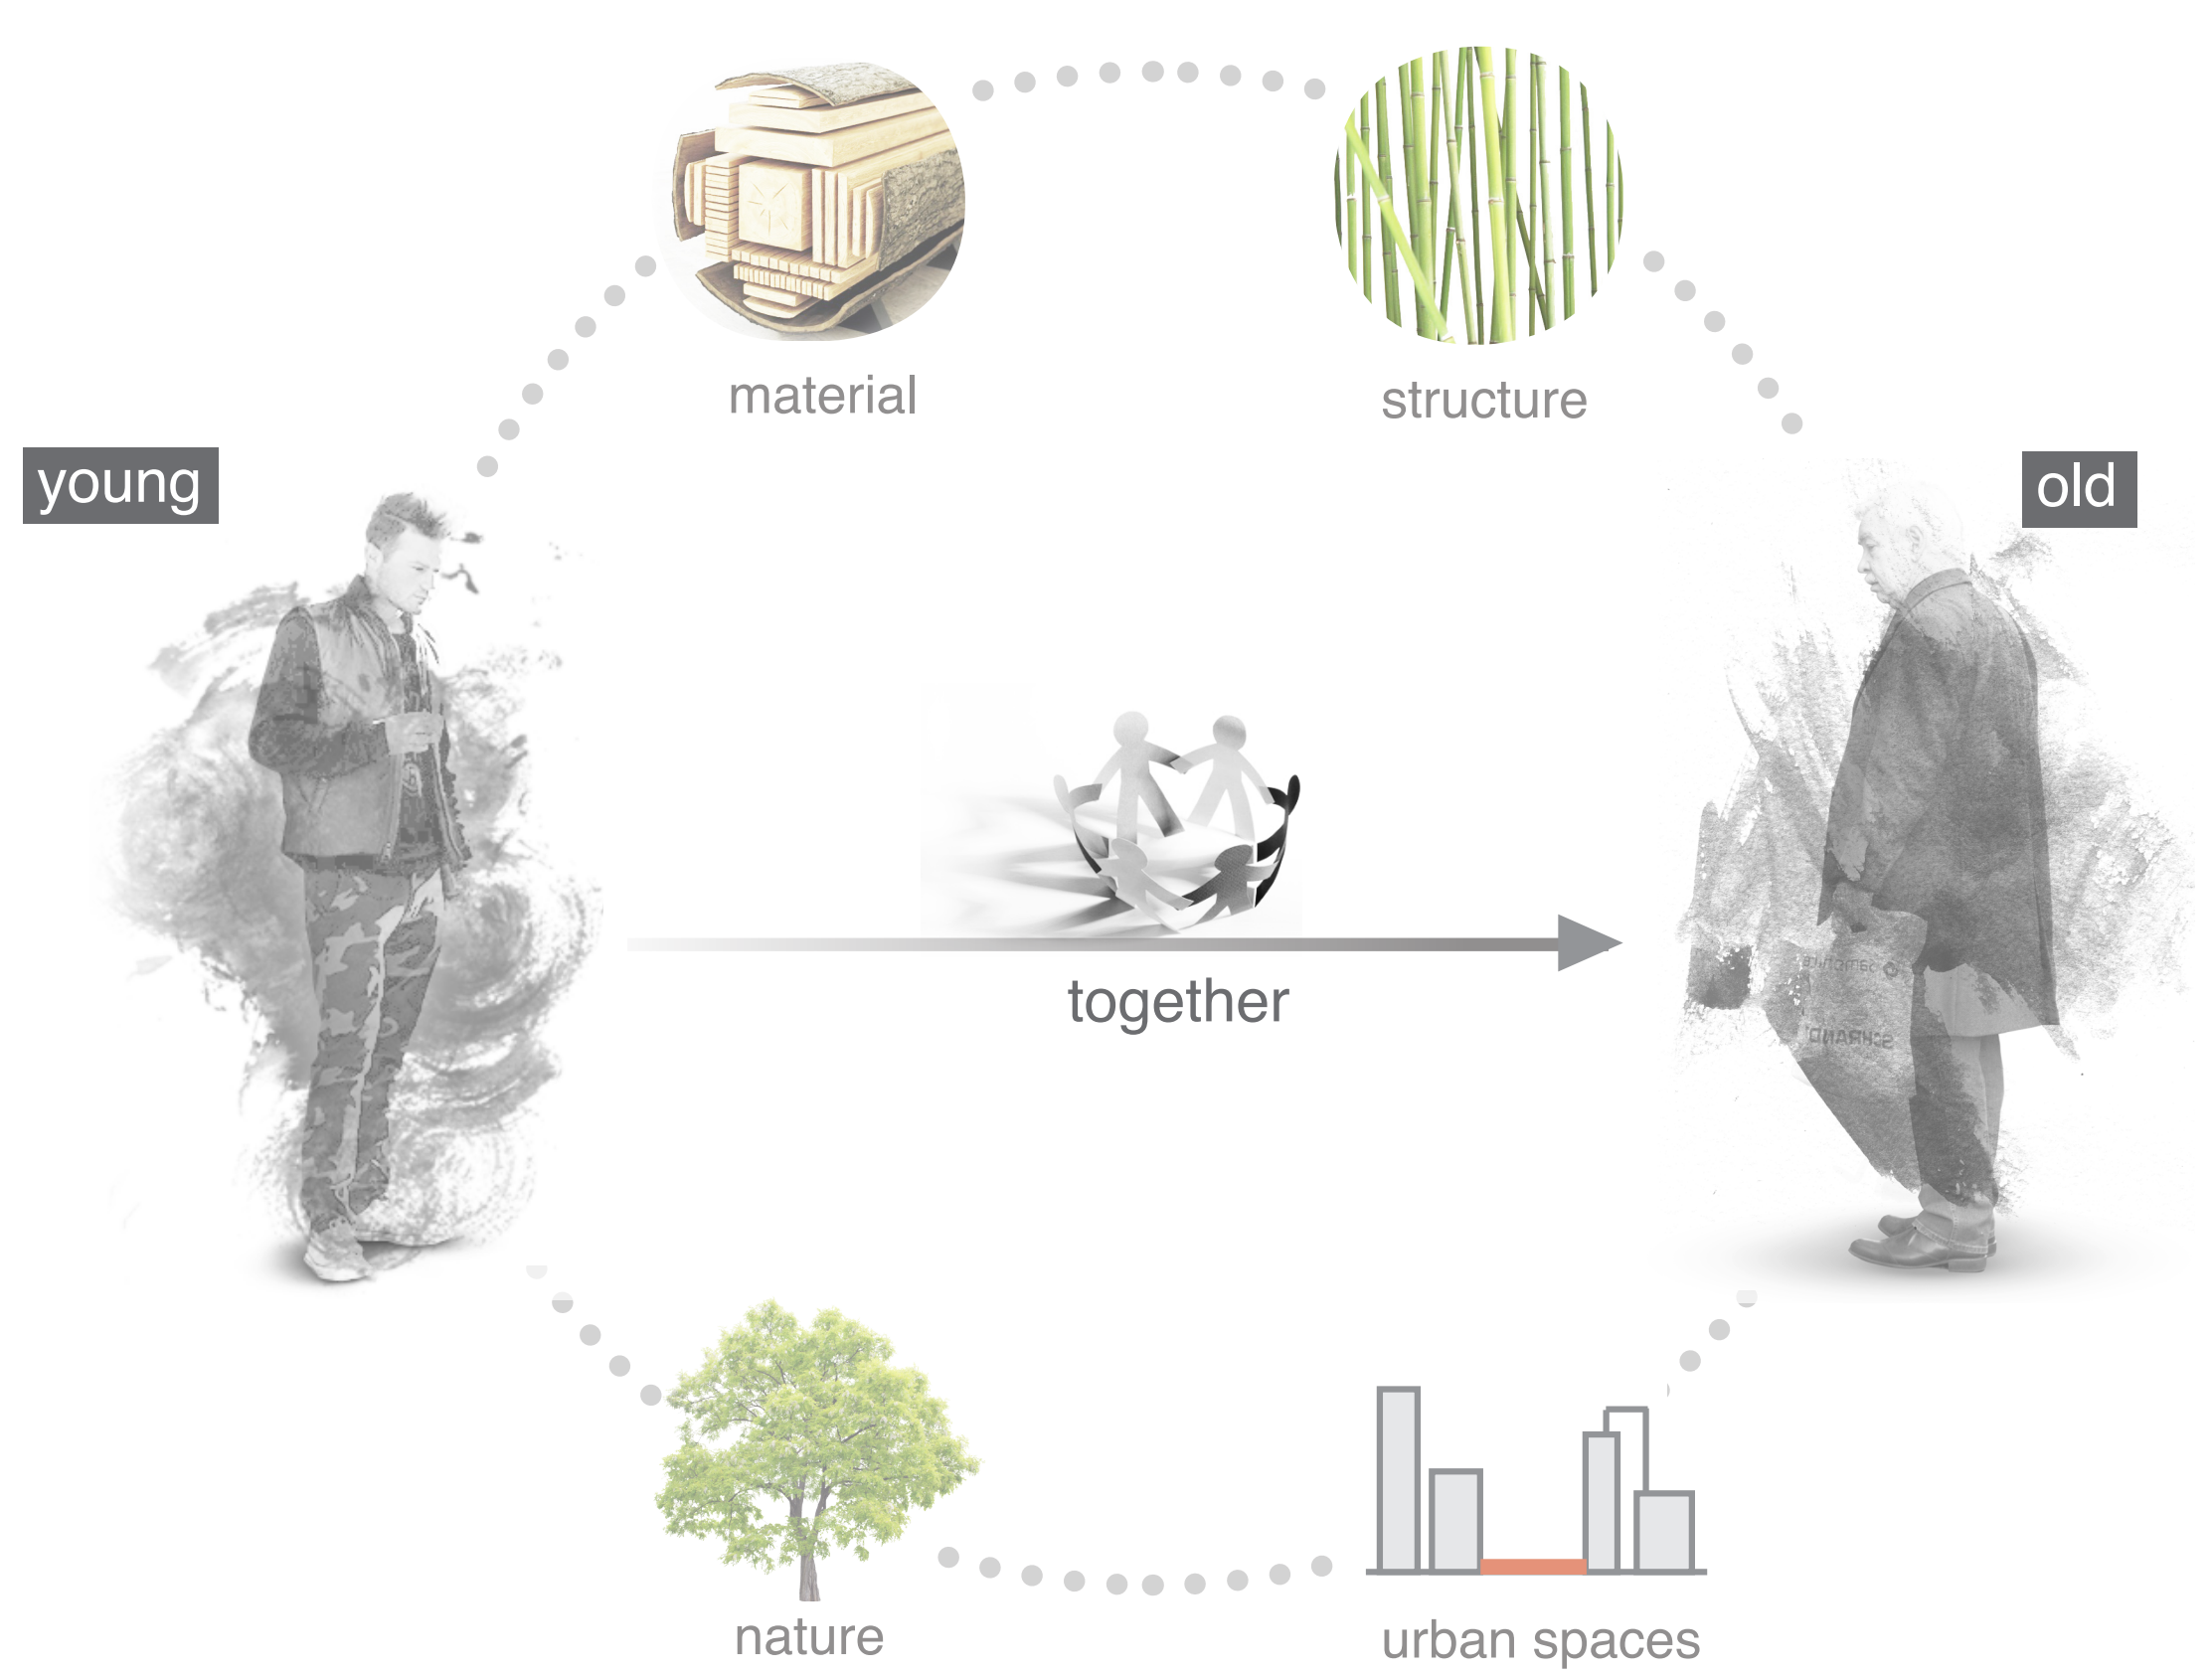 material
structure
young
old
together
nature
urban spaces